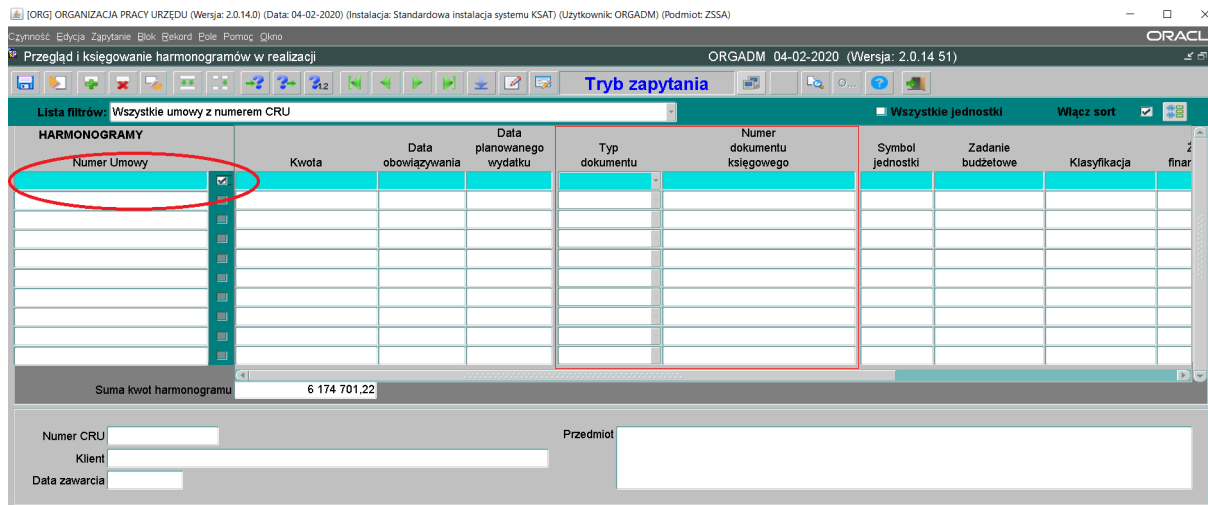 [ORG] ORGANIZACJA PRACY URZĘDU (Wersja: 2.0.14.0) (Data: 04-02-2020) (Instalacja: Standardowa instalacja systemu KSAT) (Użytkownik: ORGADM) (Podmiot: ZSSA)
Czynność Edycja Zapytanie Blok Rekord Pole Pomoc Okno ORACL
Przegląd i księgowanie harmonogramów w realizacji ORGADM 04-02-2020 (Wersja: 2.0.14 51)
Tryb zapytania O...
Lista filtrów: Wszystkie umowy z numerem CRU Wszystkie jednostki Włącz sort
HARMONOGRAMY
Numer Umowy Kwota Data obowiązywania Data planowanego wydatku Typ dokumentu Numer dokumentu księgowego Symbol jednostki Zadanie budżetowe Klasyfikacja finar
Suma kwot harmonogramu 6 174 701,22
Numer CRU Przedmiot
Klient
Data zawarcia